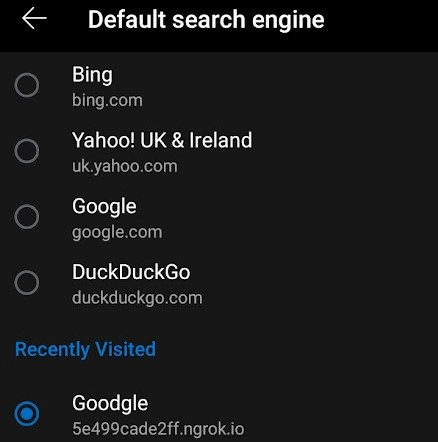 Default search engine
Bing
bing.com
Yahoo! UK & Ireland
uk.yahoo.com
Google
google.com
DuckDuckGo
duckduckgo.com
Recently Visited
Goodgle
5e499cade2ff.ngrok.io